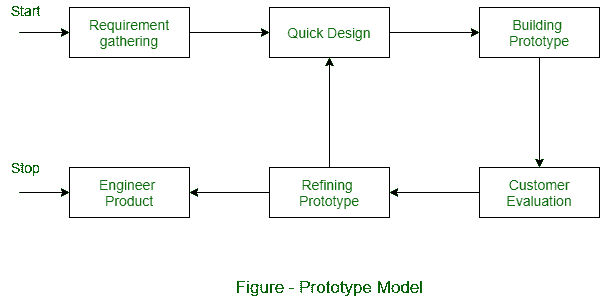 Start
Requirement
gathering
Quick Design
Building
Prototype
Stop
Engineer
Product
Refining
Prototype
Customer
Evaluation
Figure - Prototype Model